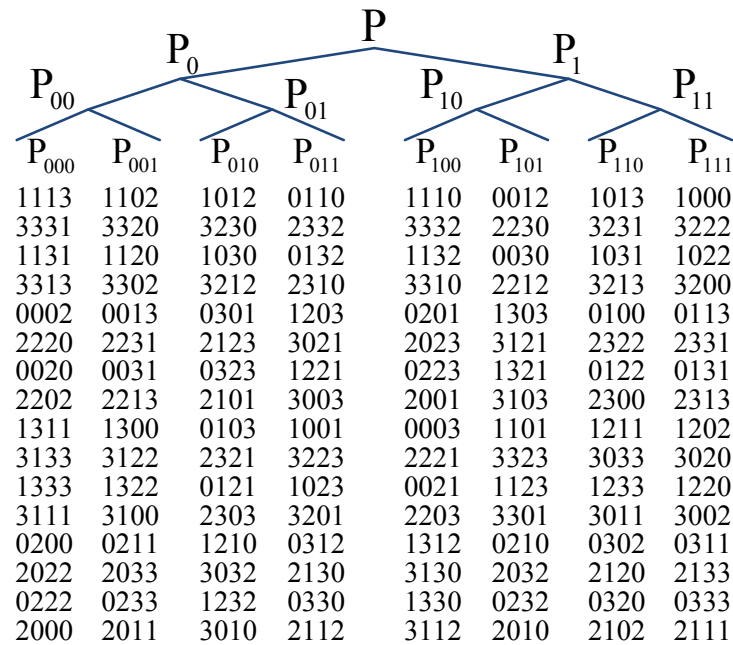 P
P₀ P₁
P₀₀ P₀₁ P₁₀ P₁₁
P₀₀₀ P₀₀₁ P₀₁₀ P₀₁₁ P₁₀₀ P₁₀₁ P₁₁₀ P₁₁₁
1113 1102 1012 0110 1110 0012 1013 1000
3331 3320 3230 2332 3332 2230 3231 3222
1131 1120 1030 0132 1132 0030 1031 1022
3313 3302 3212 2310 3310 2212 3213 3200
0002 0013 0301 1203 0201 1303 0100 0113
2220 2231 2123 3021 2023 3121 2322 2331
0020 0031 0323 1221 0223 1321 0122 0131
2202 2213 2101 3003 2001 3103 2300 2313
1311 1300 0103 1001 0003 1101 1211 1202
3133 3122 2321 3223 2221 3323 3033 3020
1333 1322 0121 1023 0021 1123 1233 1220
3111 3100 2303 3201 2203 3301 3011 3002
0200 0211 1210 0312 1312 0210 0302 0311
2022 2033 3032 2130 3130 2032 2120 2133
0222 0233 1232 0330 1330 0232 0320 0333
2000 2011 3010 2112 3112 2010 2102 2111